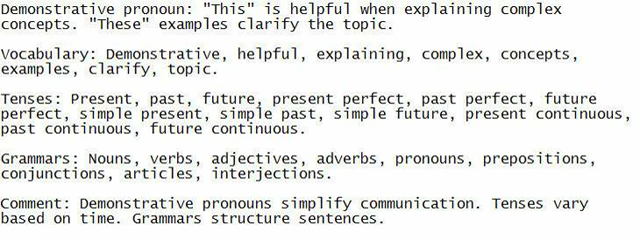 Demonstrative pronoun: "This" is helpful when explaining complex
concepts. "These" examples clarify the topic.
Vocabulary: Demonstrative, helpful, explaining, complex, concepts,
examples, clarify, topic.
Tenses: Present, past, future, present perfect, past perfect, future
perfect, simple present, simple past, simple future, present continuous,
past continuous, future continuous.
Grammars: Nouns, verbs, adjectives, adverbs, pronouns, prepositions,
conjunctions, articles, interjections.
Comment: Demonstrative pronouns simplify communication. Tenses vary
based on time. Grammars structure sentences.